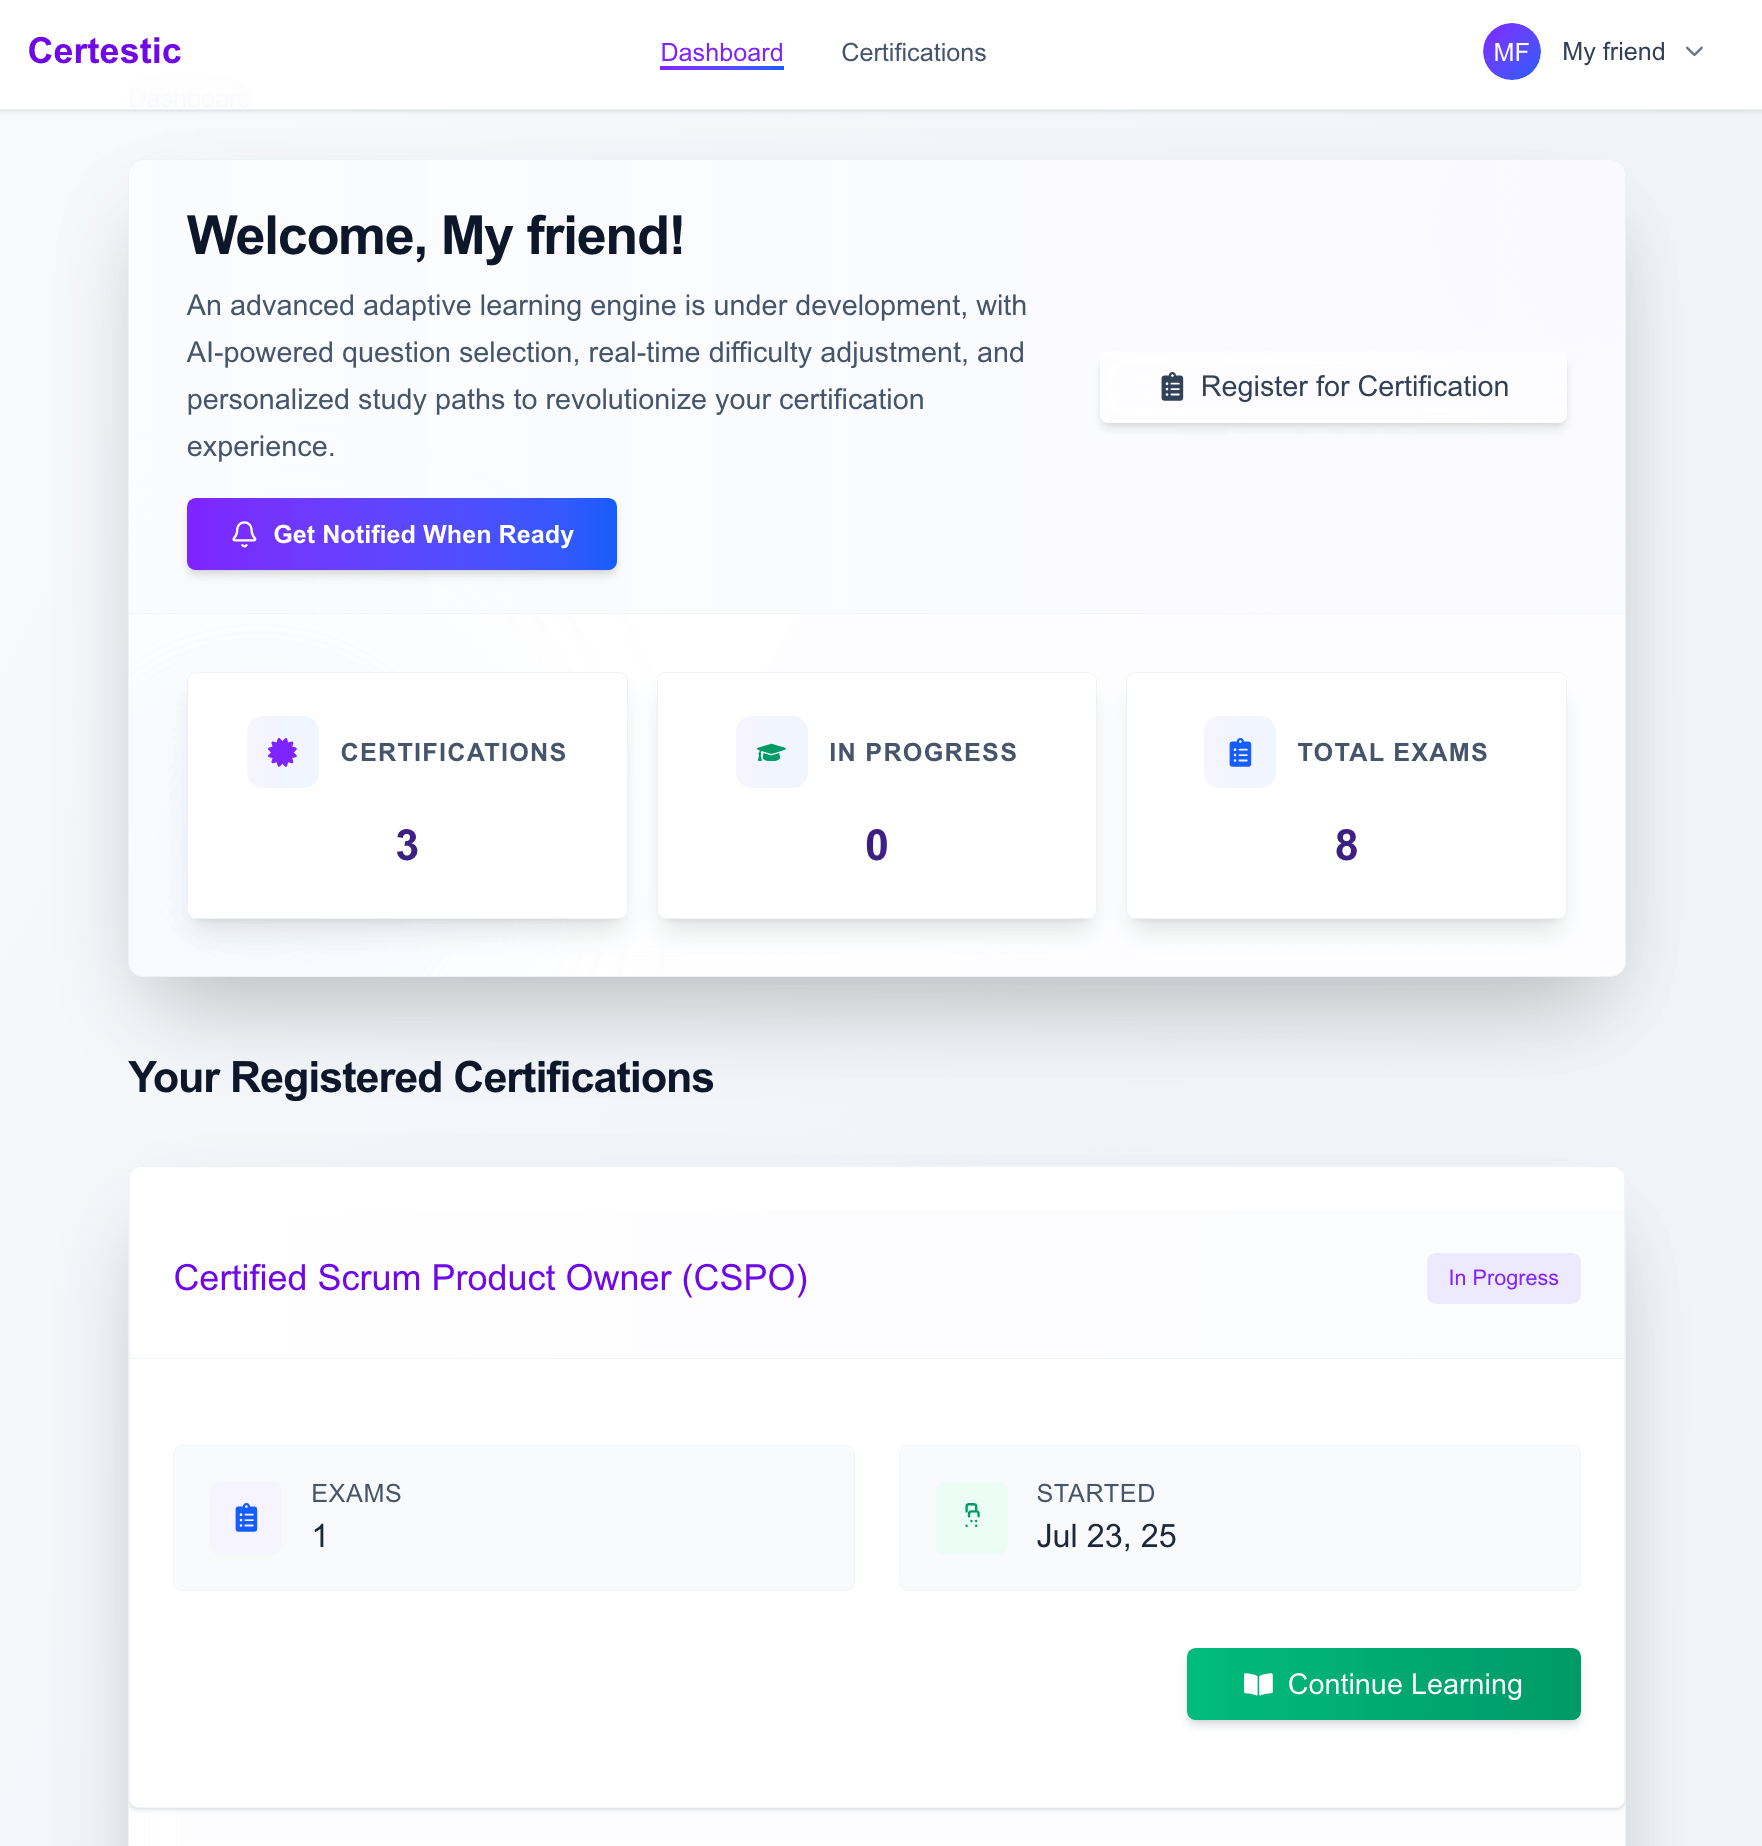 Certestic
Dashboard
Certifications
MF
My friend
Dashboard
Welcome, My friend!
An advanced adaptive learning engine is under development, with
AI-powered question selection, real-time difficulty adjustment, and
personalized study paths to revolutionize your certification
experience.
Get Notified When Ready
Register for Certification
CERTIFICATIONS
3
IN PROGRESS
0
TOTAL EXAMS
8
Your Registered Certifications
Certified Scrum Product Owner (CSPO)
In Progress
EXAMS
1
STARTED
Jul 23, 25
Continue Learning